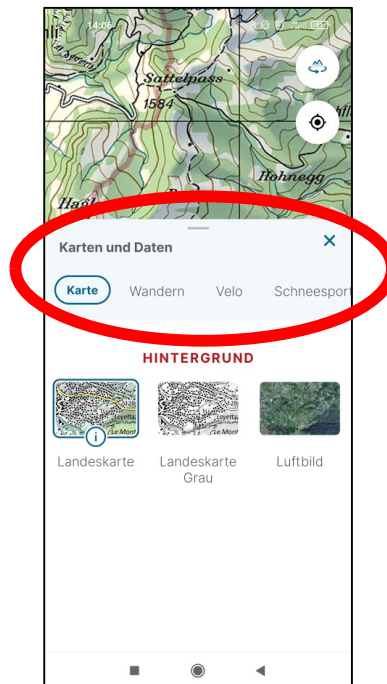 14:06
Sattelpass
1584
Hohnegg
Karten und Daten
Karte Wandern Velo Schneesport
HINTERGRUND
Landeskarte
Landeskarte
Grau
Luftbild